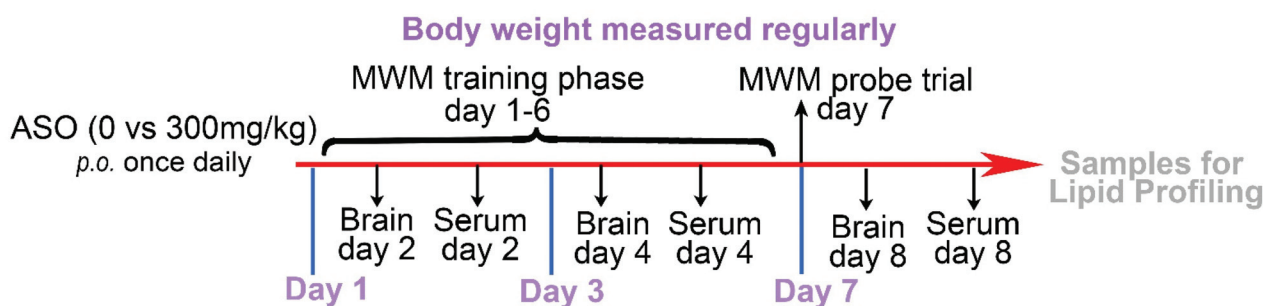 Body weight measured regularly
MWM training phase
day 1-6
MWM probe trial
day 7
ASO (0 vs 300mg/kg)
p.o. once daily
Samples for
Lipid Profiling
Brain
day 2
Serum
day 2
Brain
day 4
Serum
day 4
Brain
day 8
Serum
day 8
Day 1
Day 3
Day 7